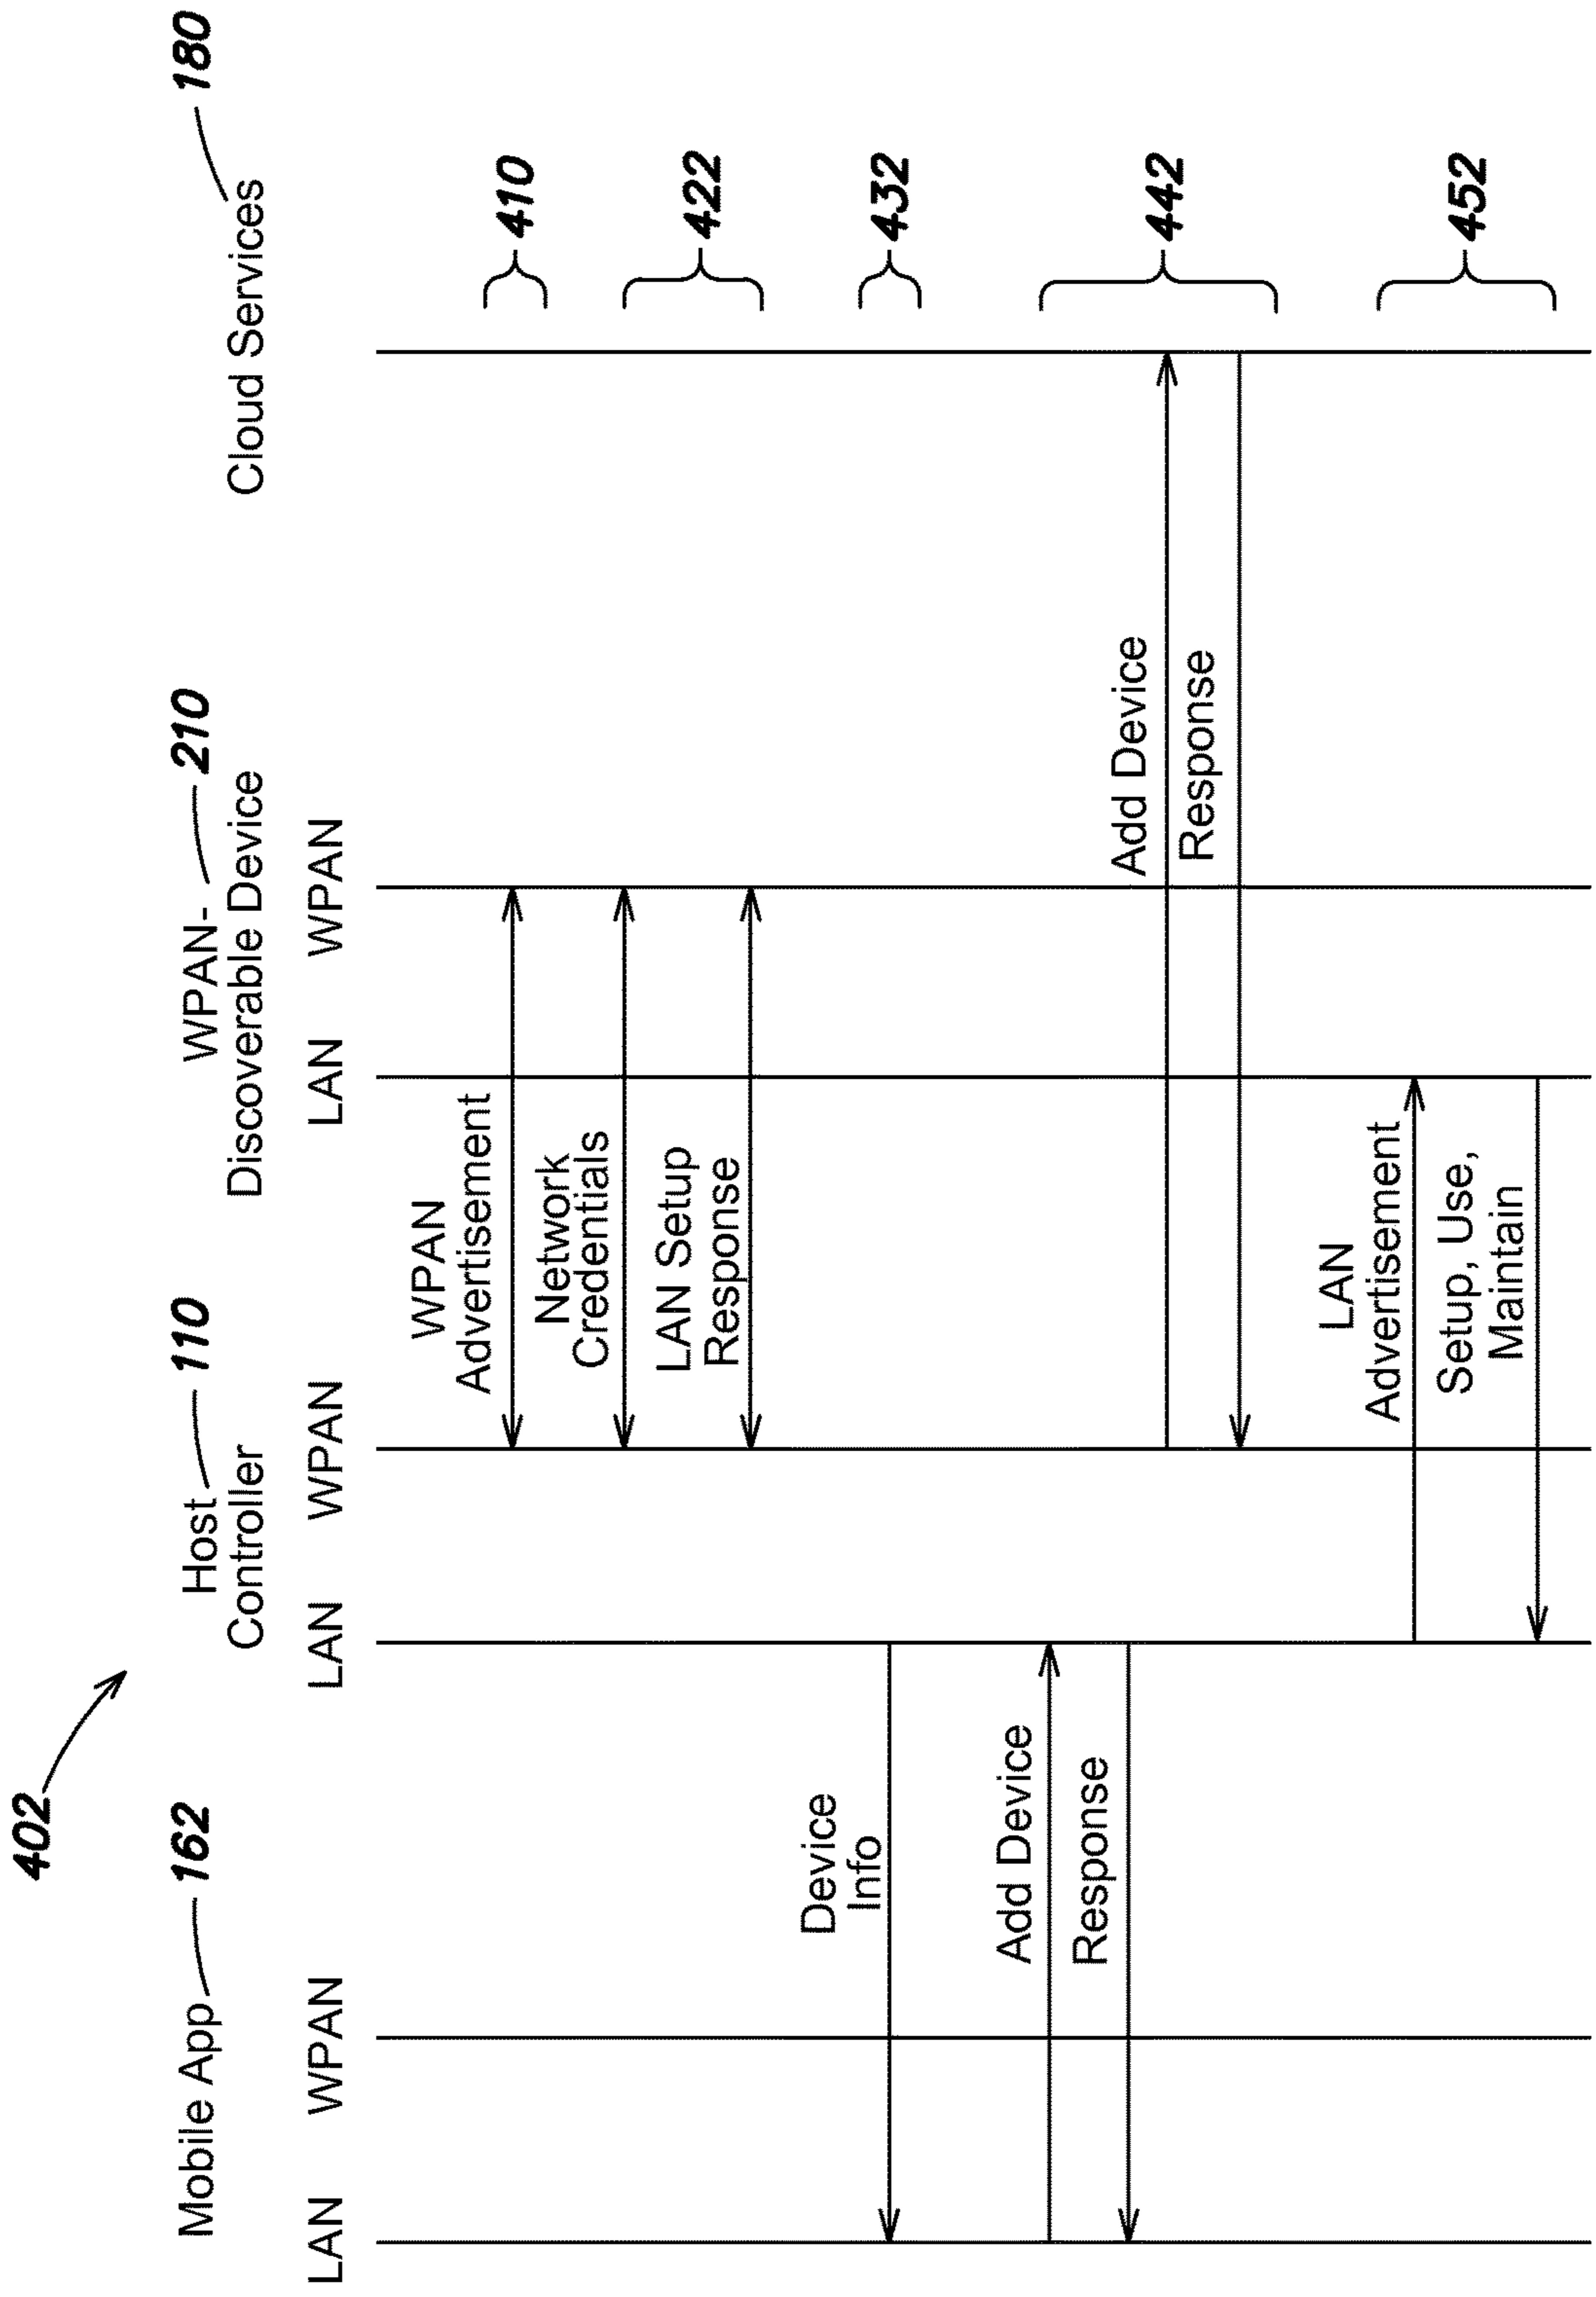 402
Mobile App 162
Host 110
Controller
WPAN- 210
Discoverable Device
Cloud Services 180
LAN WPAN LAN WPAN LAN WPAN
WPAN
Advertisement
410
Network
Credentials
422
LAN Setup
Response
Device
Info
432
Add Device
Response
Add Device
Response
442
LAN
Advertisement
452
Setup, Use,
Maintain